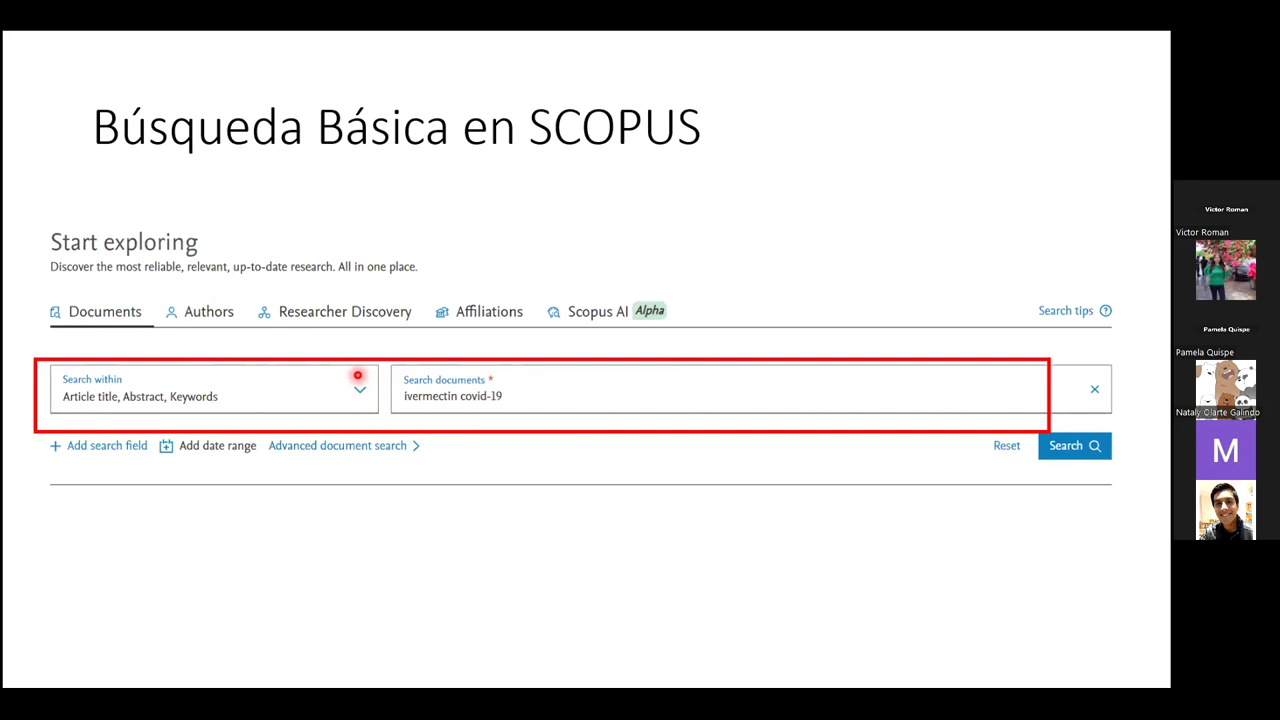 Búsqueda Básica en SCOPUS
Start exploring
Discover the most reliable, relevant, up-to-date research. All in one place.
Documents Authors Researcher Discovery Affiliations Scopus AI Alpha Search tips
Search within
Article title, Abstract, Keywords
Search documents *
ivermectin covid-19
+ Add search field Add date range Advanced document search Reset Search
Victor Roman
Victor Roman
Pamela Quispe
Pamela Quispe
Nataly Olarte Galindo
M